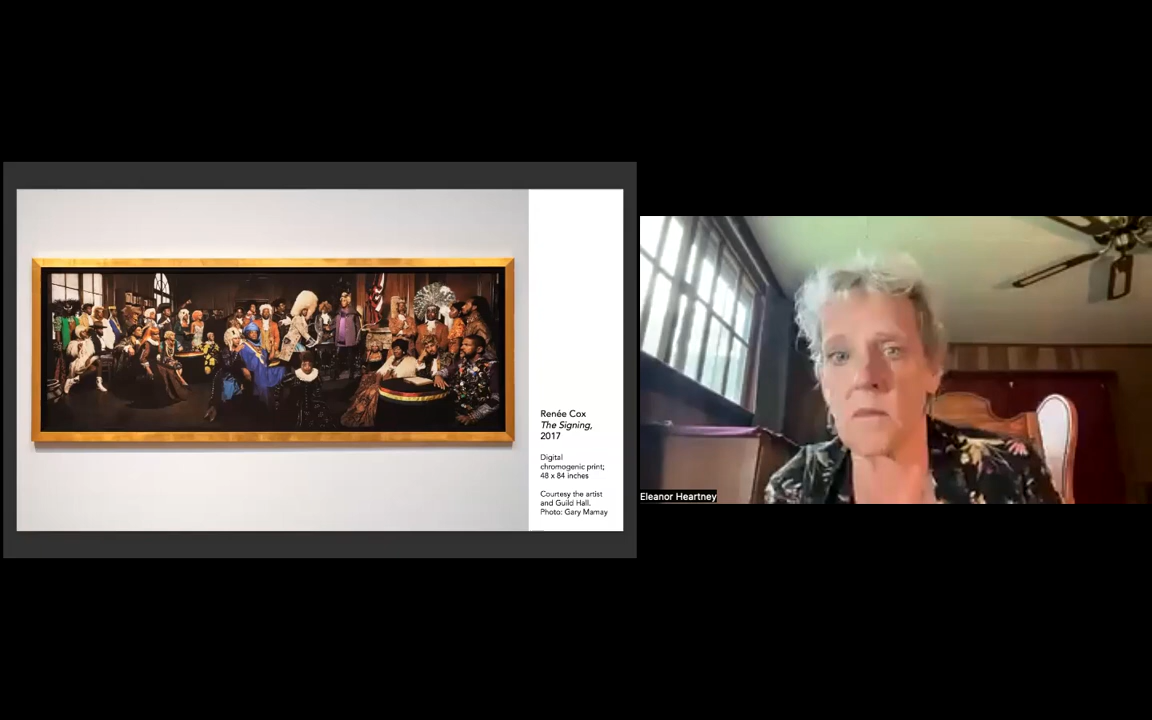 Renée Cox
The Signing,
2017
Digital
chromogenic print;
48 x 84 inches
Courtesy the artist
and Guild Hall.
Photo: Gary Mamay
Eleanor Heartney